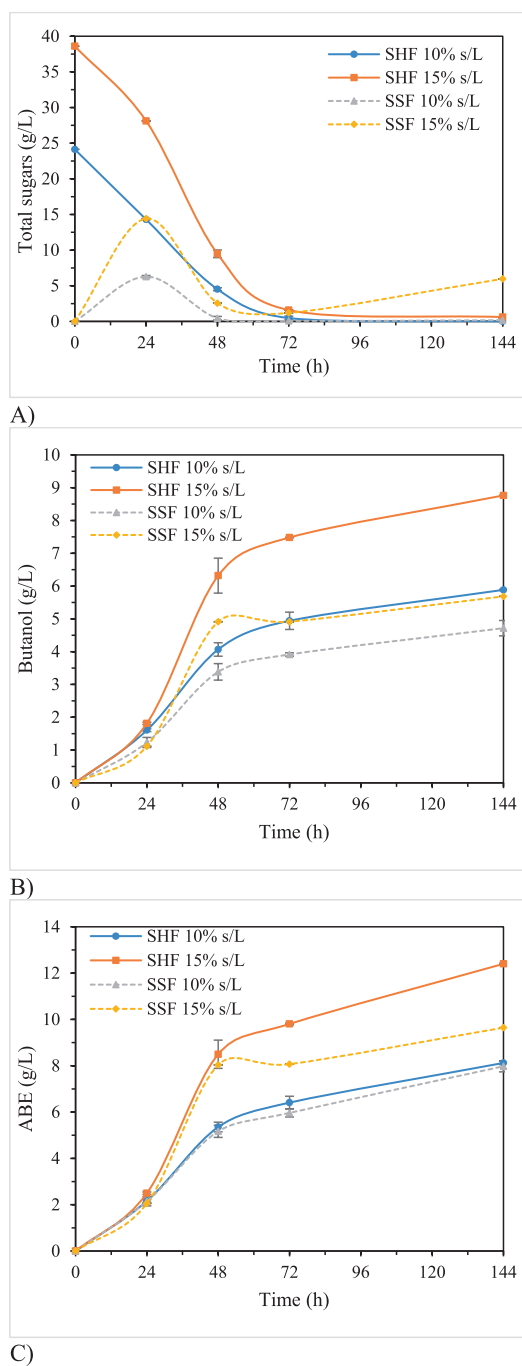 40
35
30
25
20
15
10
5
0
Total sugars (g/L)
SHF 10% s/L
SHF 15% s/L
SSF 10% s/L
SSF 15% s/L
0 24 48 72 96 120 144
Time (h)
A)
10
9
8
7
6
5
4
3
2
1
0
Butanol (g/L)
SHF 10% s/L
SHF 15% s/L
SSF 10% s/L
SSF 15% s/L
0 24 48 72 96 120 144
Time (h)
B)
14
12
10
8
6
4
2
0
ABE (g/L)
SHF 10% s/L
SHF 15% s/L
SSF 10% s/L
SSF 15% s/L
0 24 48 72 96 120 144
Time (h)
C)